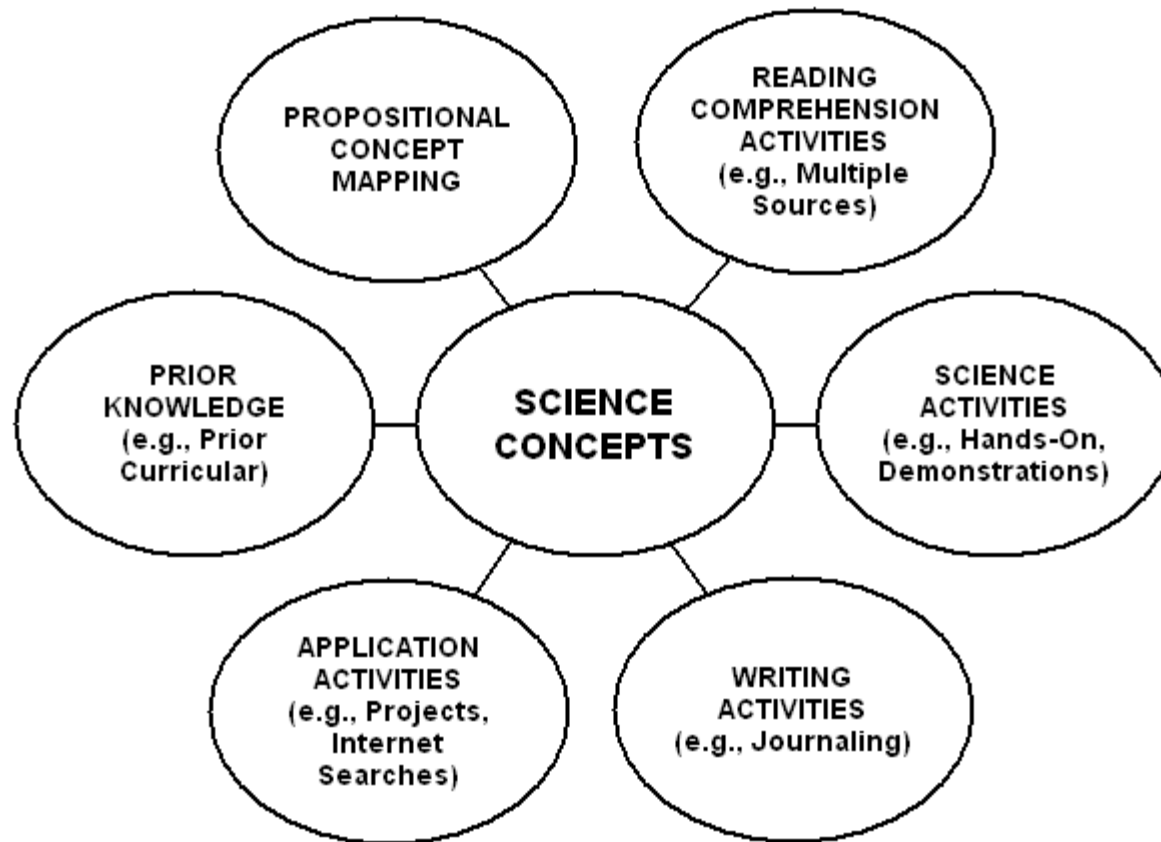 PROPOSITIONAL
CONCEPT
MAPPING
READING
COMPREHENSION
ACTIVITIES
(e.g., Multiple
Sources)
PRIOR
KNOWLEDGE
(e.g., Prior
Curricular)
SCIENCE
CONCEPTS
SCIENCE
ACTIVITIES
(e.g., Hands-On,
Demonstrations)
APPLICATION
ACTIVITIES
(e.g., Projects,
Internet
Searches)
WRITING
ACTIVITIES
(e.g., Journaling)